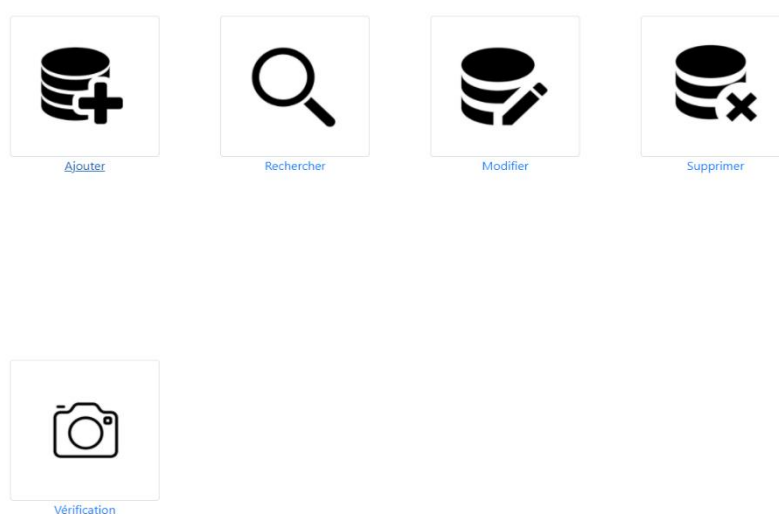 Ajouter
Rechercher
Modifier
Supprimer
Vérification